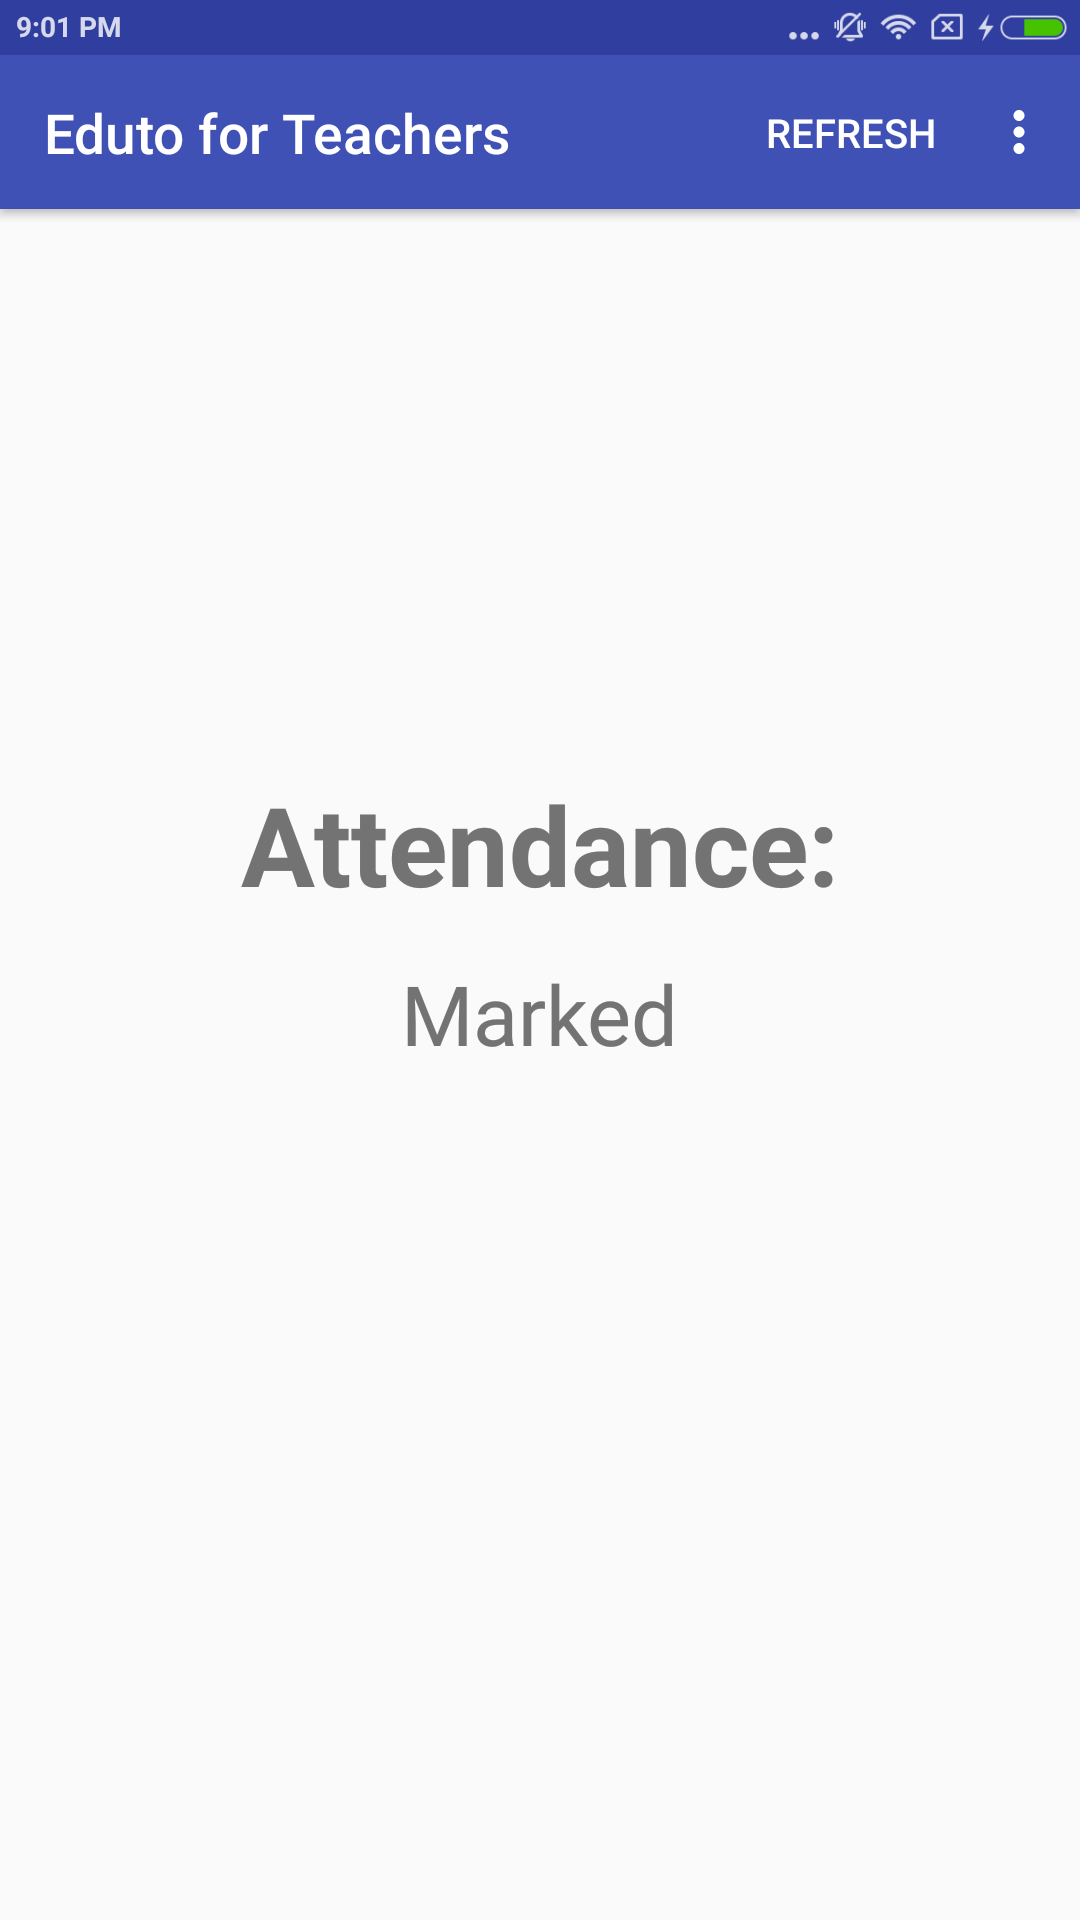 9:01 PM
Eduto for Teachers REFRESH
Attendance:
Marked